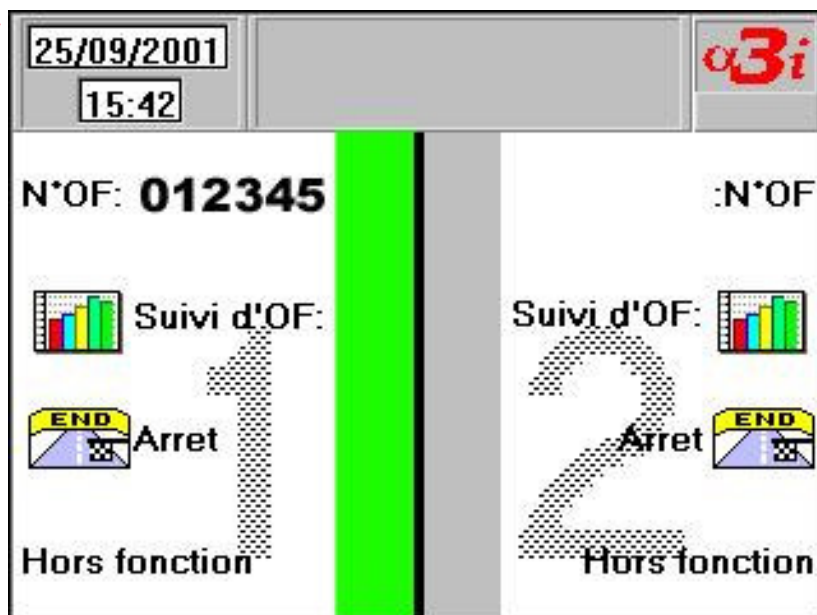 25/09/2001
15:42
α3i
N°OF: 012345
Suivi d'OF:
END
Arret
Hors fonction
1
:N°OF
Suivi d'OF:
END
Arret
Hors fonction
2